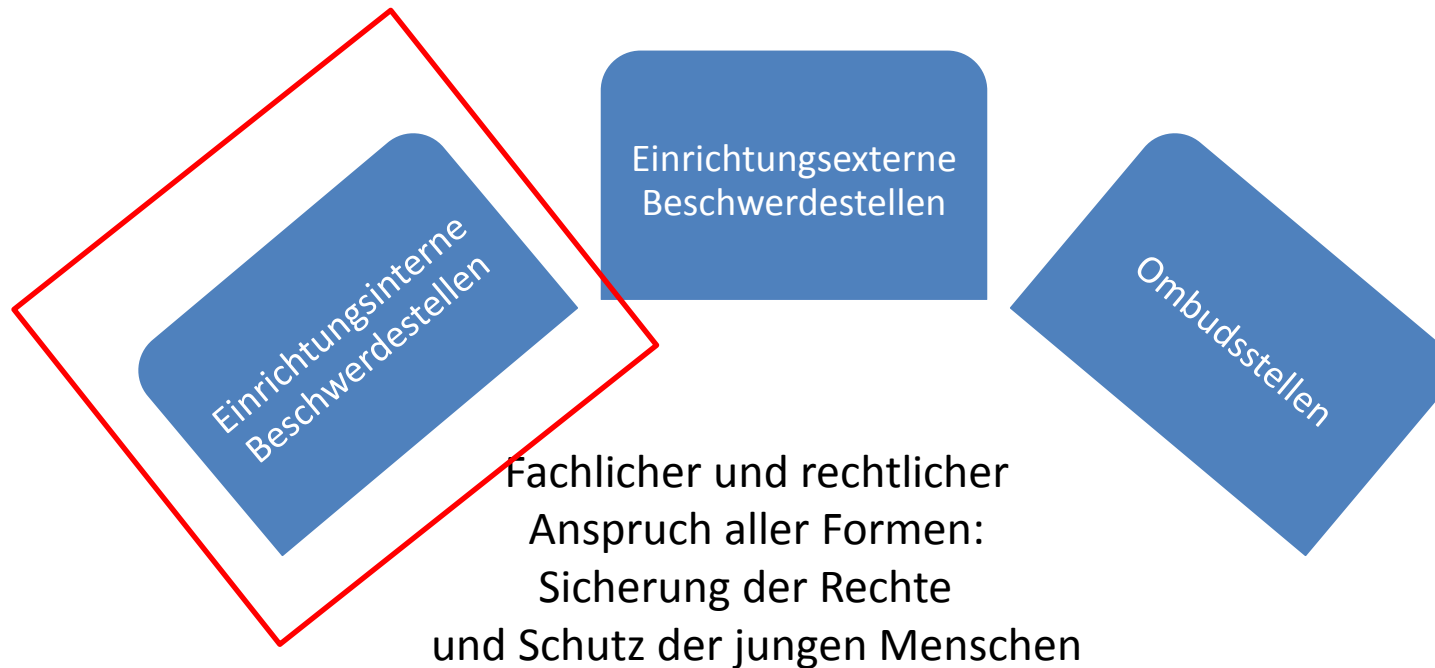 Einrichtungsinterne
Beschwerdestellen
Einrichtungsexterne
Beschwerdestellen
Ombudsstellen
Fachlicher und rechtlicher
Anspruch aller Formen:
Sicherung der Rechte
und Schutz der jungen Menschen